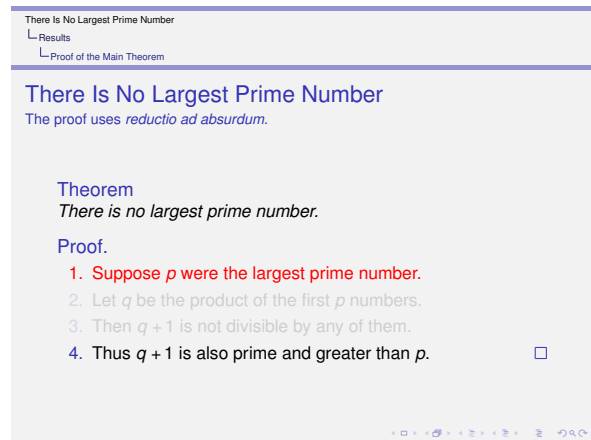 There Is No Largest Prime Number
Results
Proof of the Main Theorem
There Is No Largest Prime Number
The proof uses reductio ad absurdum.
Theorem
There is no largest prime number.
Proof.
1. Suppose p were the largest prime number.
2. Let q be the product of the first p numbers.
3. Then q + 1 is not divisible by any of them.
4. Thus q + 1 is also prime and greater than p.